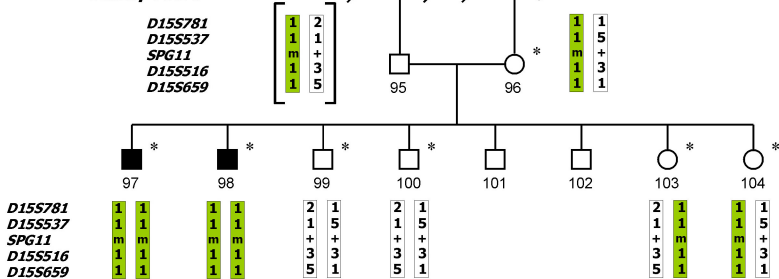 D15S781 1 2 1 1
D15S537 1 1 1 5
SPG11 m + m + *
D15S516 1 3 1 3
D15S659 1 5 1 1
95 96
* * * * * *
97 98 99 100 101 102 103 104
D15S781 1 1 1 1 2 1 2 1 2 1 1 1
D15S537 1 1 1 1 1 5 1 5 1 1 1 5
SPG11 m m m m + + + + + m m +
D15S516 1 1 1 1 3 3 3 3 3 1 1 3
D15S659 1 1 1 1 5 1 5 1 5 1 1 1